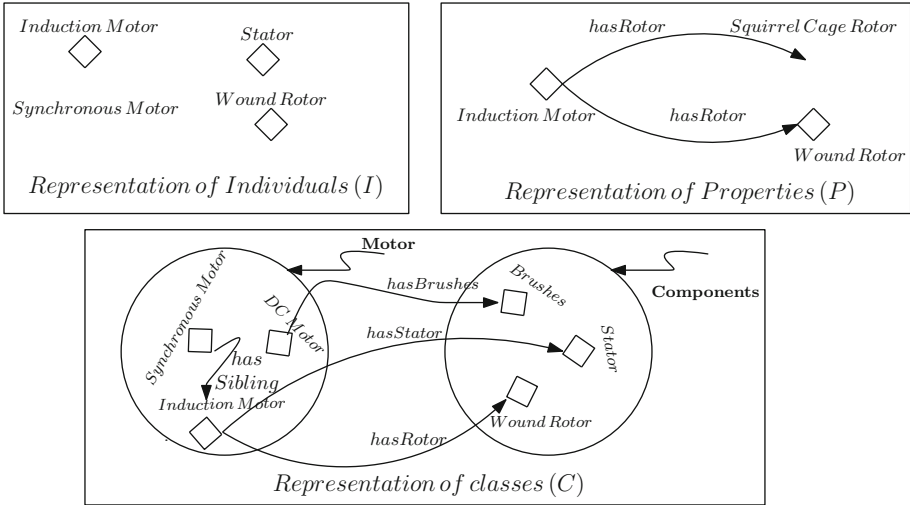 Induction Motor
Stator
Synchronous Motor
Wound Rotor
Representation of Individuals (I)
hasRotor
Squirrel Cage Rotor
Induction Motor
hasRotor
Wound Rotor
Representation of Properties (P)
Motor
Components
Synchronous Motor
DC Motor
hasBrushes
Brushes
has
Sibling
hasStator
Stator
Induction Motor
hasRotor
Wound Rotor
Representation of classes (C)